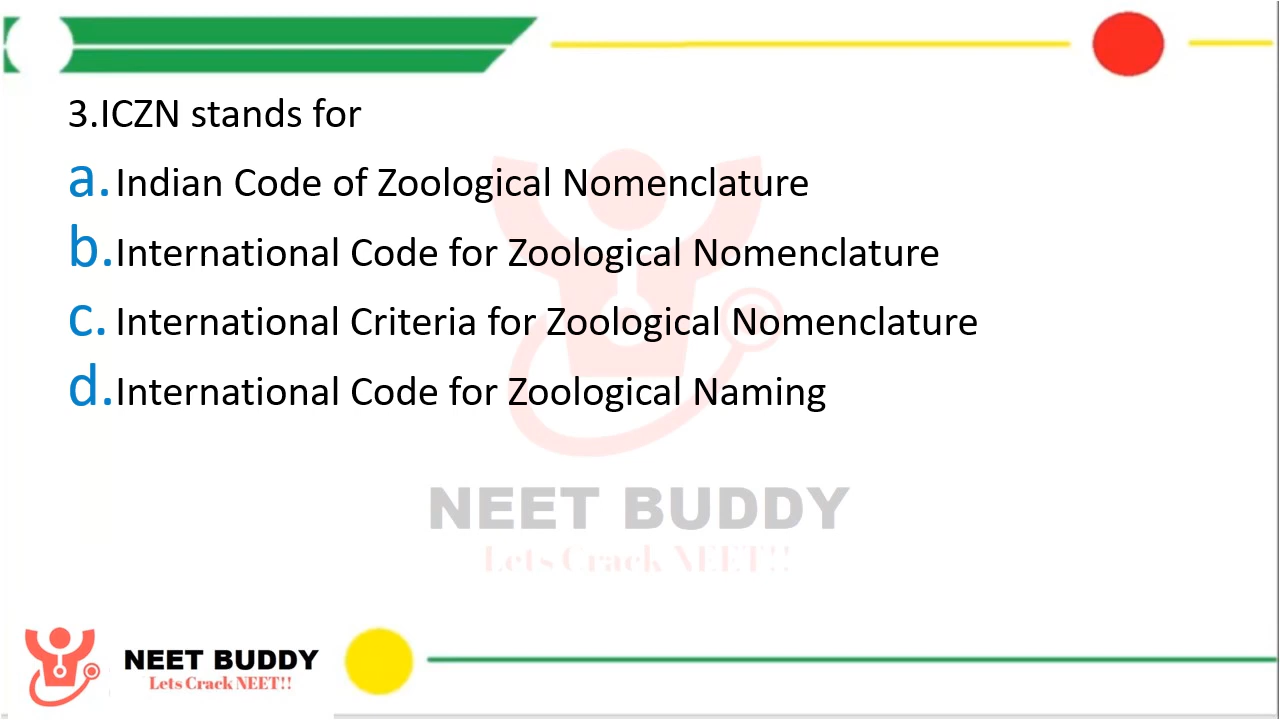 3.ICZN stands for
a. Indian Code of Zoological Nomenclature
b. International Code for Zoological Nomenclature
c. International Criteria for Zoological Nomenclature
d. International Code for Zoological Naming
NEET BUDDY
Lets Crack NEET!!
NEET BUDDY
Lets Crack NEET!!